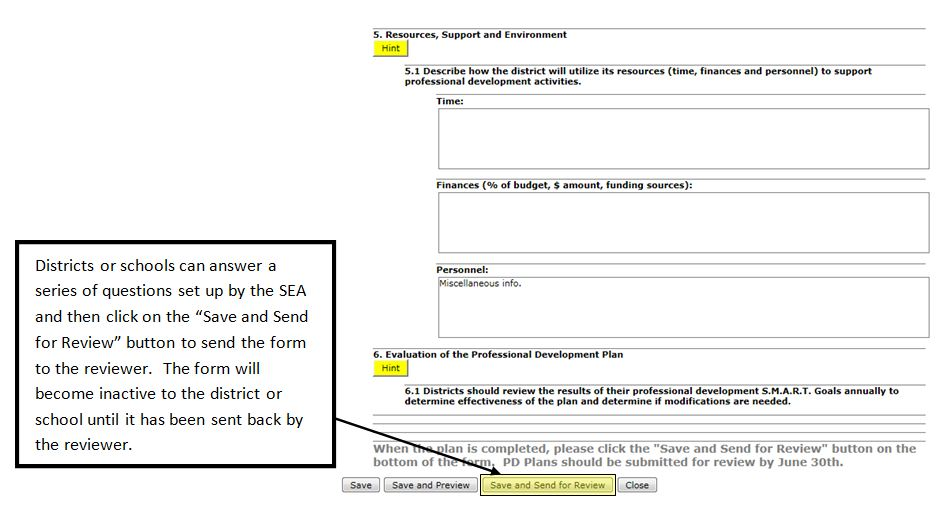 5. Resources, Support and Environment
Hint
5.1 Describe how the district will utilize its resources (time, finances and personnel) to support
professional development activities.
Time:
Finances (% of budget, $ amount, funding sources):
Personnel:
Miscellaneous info.
6. Evaluation of the Professional Development Plan
Hint
6.1 Districts should review the results of their professional development S.M.A.R.T. Goals annually to
determine effectiveness of the plan and determine if modifications are needed.
When the plan is completed, please click the "Save and Send for Review" button on the
bottom of the form. PD Plans should be submitted for review by June 30th.
Save
Save and Preview
Save and Send for Review
Close
Districts or schools can answer a
series of questions set up by the SEA
and then click on the “Save and Send
for Review” button to send the form
to the reviewer. The form will
become inactive to the district or
school until it has been sent back by
the reviewer.